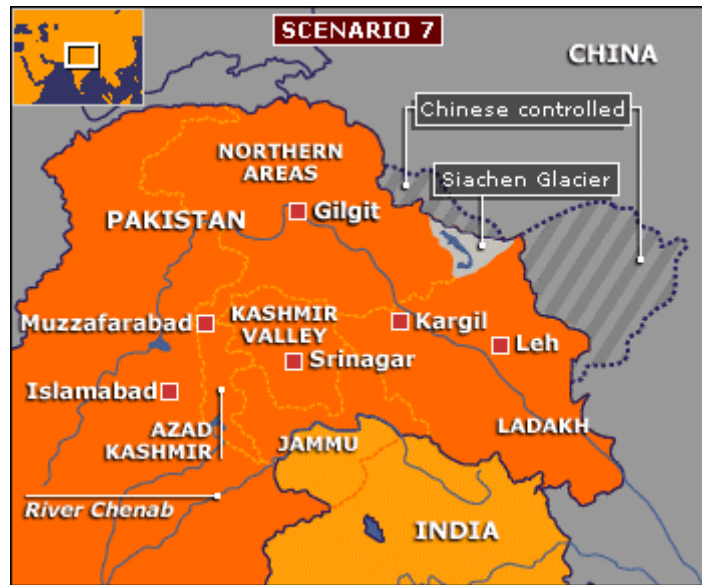 SCENARIO 7
CHINA
Chinese controlled
NORTHERN
AREAS
Siachen Glacier
PAKISTAN
Gilgit
Muzzafarabad
KASHMIR
VALLEY
Kargil
Leh
Srinagar
Islamabad
AZAD
KASHMIR
JAMMU
LADAKH
River Chenab
INDIA